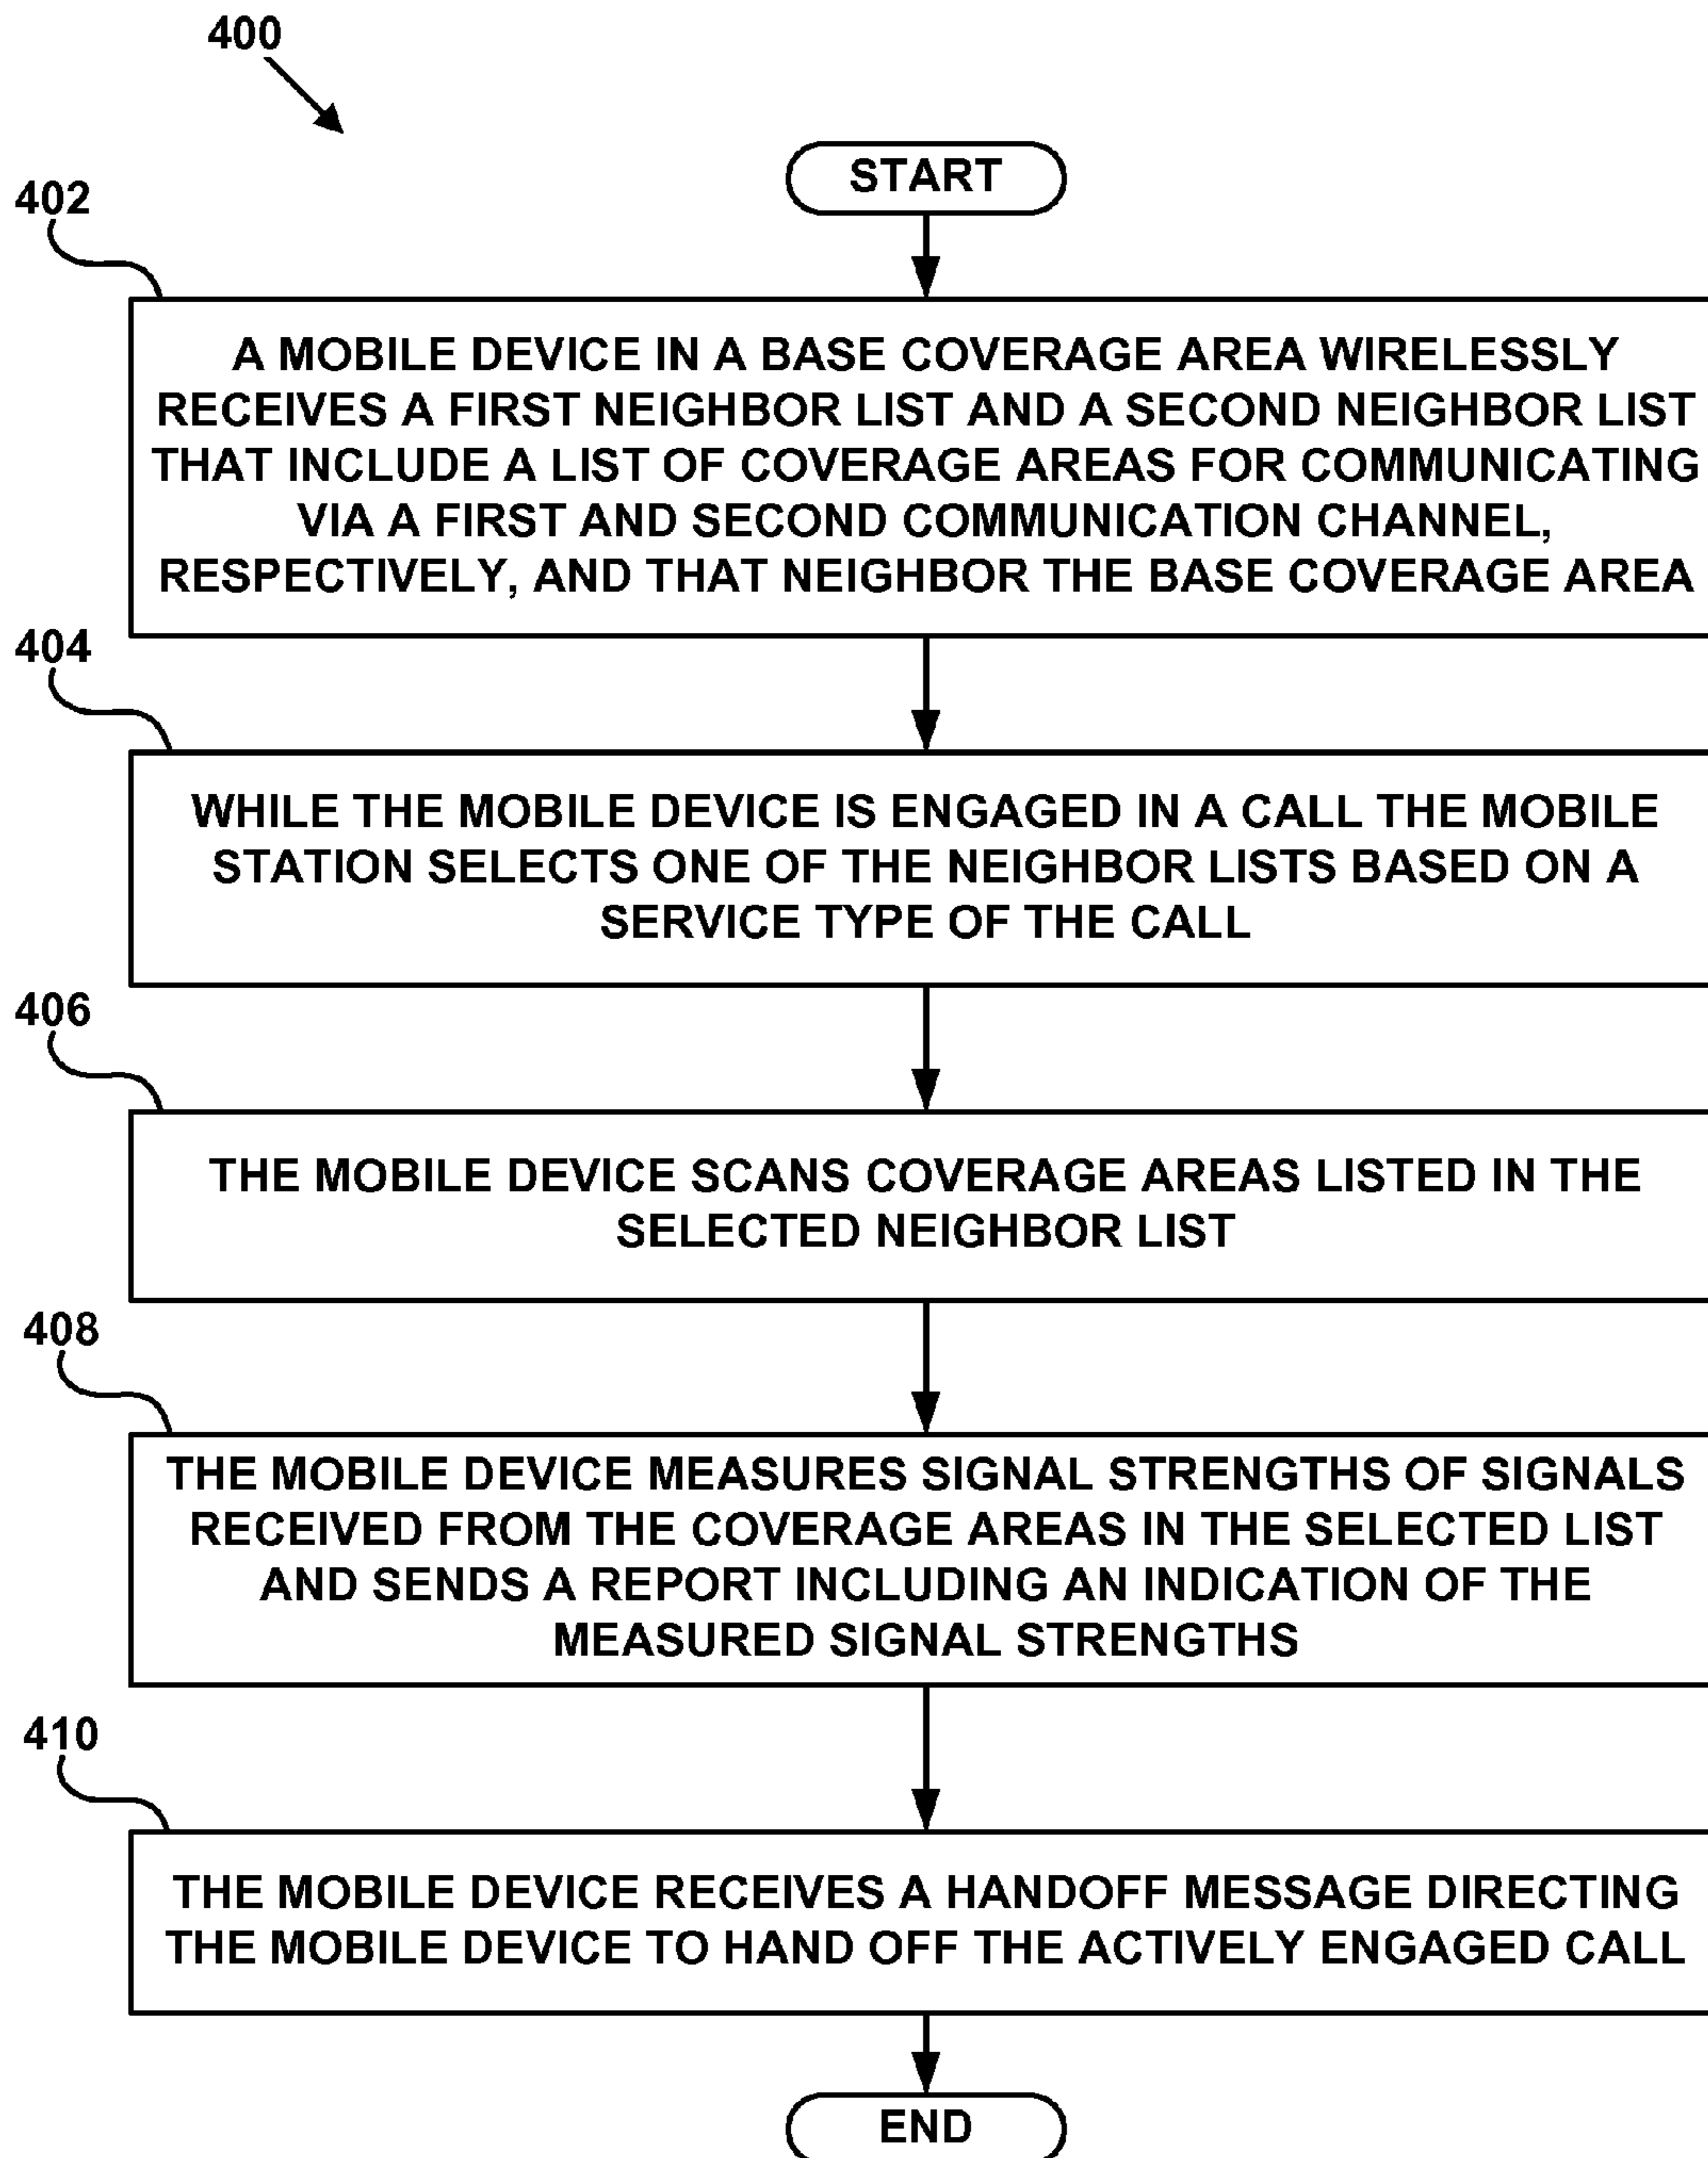 400
START
402
A MOBILE DEVICE IN A BASE COVERAGE AREA WIRELESSLY
RECEIVES A FIRST NEIGHBOR LIST AND A SECOND NEIGHBOR LIST
THAT INCLUDE A LIST OF COVERAGE AREAS FOR COMMUNICATING
VIA A FIRST AND SECOND COMMUNICATION CHANNEL,
RESPECTIVELY, AND THAT NEIGHBOR THE BASE COVERAGE AREA
404
WHILE THE MOBILE DEVICE IS ENGAGED IN A CALL THE MOBILE
STATION SELECTS ONE OF THE NEIGHBOR LISTS BASED ON A
SERVICE TYPE OF THE CALL
406
THE MOBILE DEVICE SCANS COVERAGE AREAS LISTED IN THE
SELECTED NEIGHBOR LIST
408
THE MOBILE DEVICE MEASURES SIGNAL STRENGTHS OF SIGNALS
RECEIVED FROM THE COVERAGE AREAS IN THE SELECTED LIST
AND SENDS A REPORT INCLUDING AN INDICATION OF THE
MEASURED SIGNAL STRENGTHS
410
THE MOBILE DEVICE RECEIVES A HANDOFF MESSAGE DIRECTING
THE MOBILE DEVICE TO HAND OFF THE ACTIVELY ENGAGED CALL
END